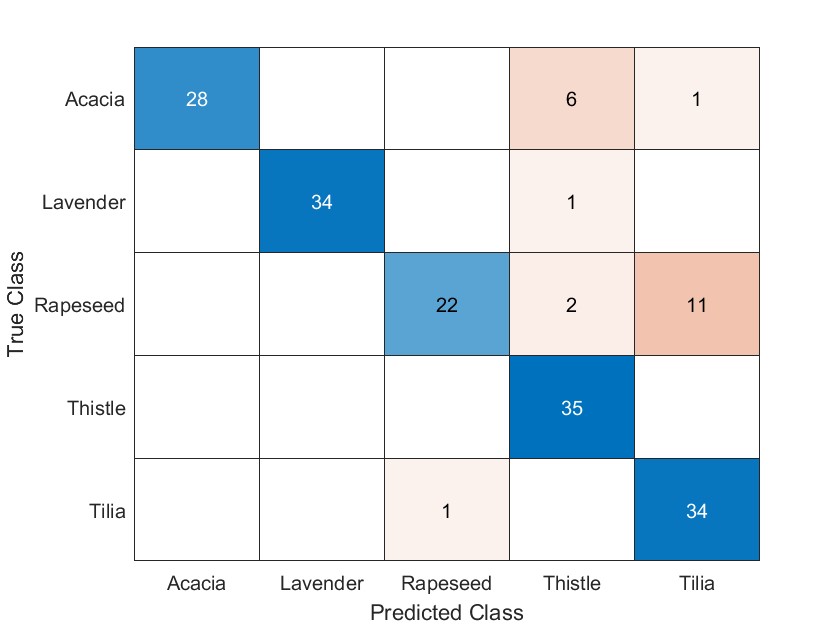 Acacia 28 6 1
Lavender 34 1
Rapeseed 22 2 11
Thistle 35
Tilia 1 34
Acacia Lavender Rapeseed Thistle Tilia
Predicted Class
True Class